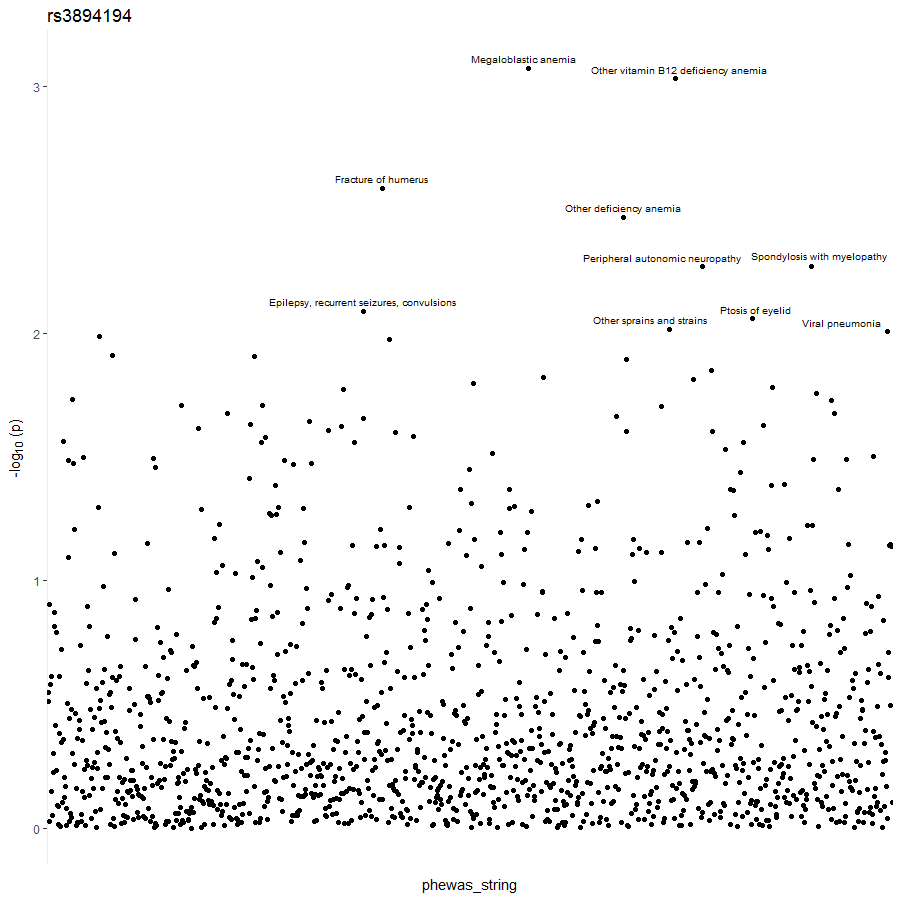 rs3894194
Megaloblastic anemia
Other vitamin B12 deficiency anemia
3
Fracture of humerus
Other deficiency anemia
Peripheral autonomic neuropathy
Spondylosis with myelopathy
Epilepsy, recurrent seizures, convulsions
Ptosis of eyelid
Other sprains and strains
Viral pneumonia
2
-log10 (p)
1
0
phewas_string